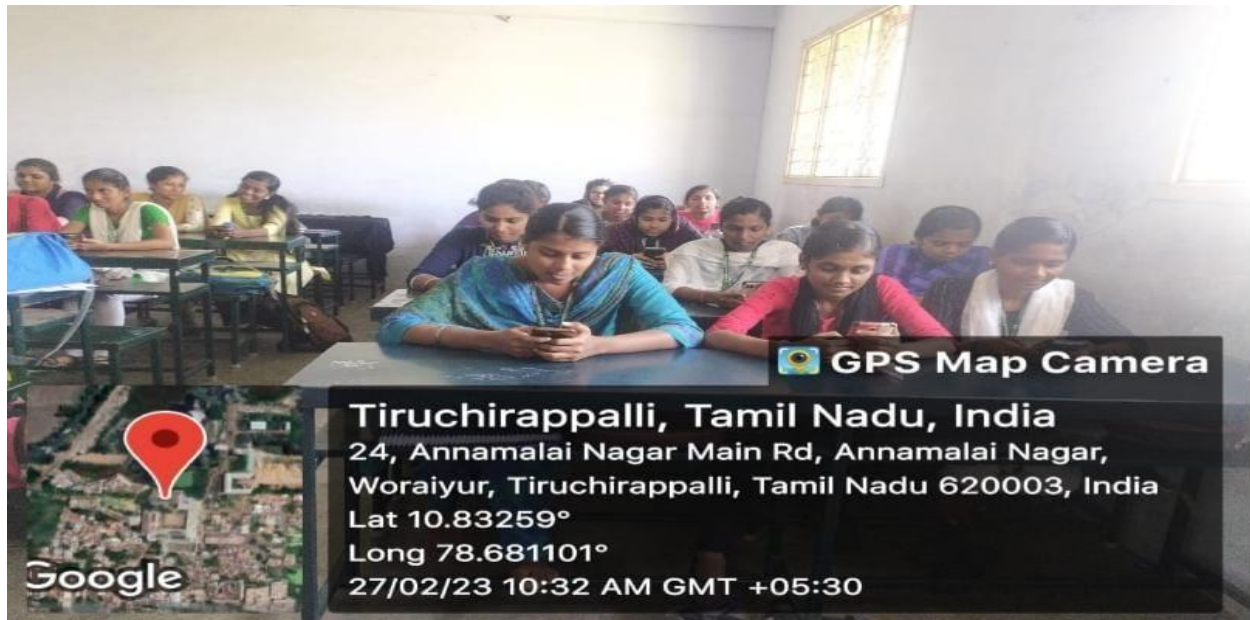 GPS Map Camera
Tiruchirappalli, Tamil Nadu, India
24, Annamalai Nagar Main Rd, Annamalai Nagar,
Woraiyur, Tiruchirappalli, Tamil Nadu 620003, India
Lat 10.83259°
Long 78.681101°
27/02/23 10:32 AM GMT +05:30
Google